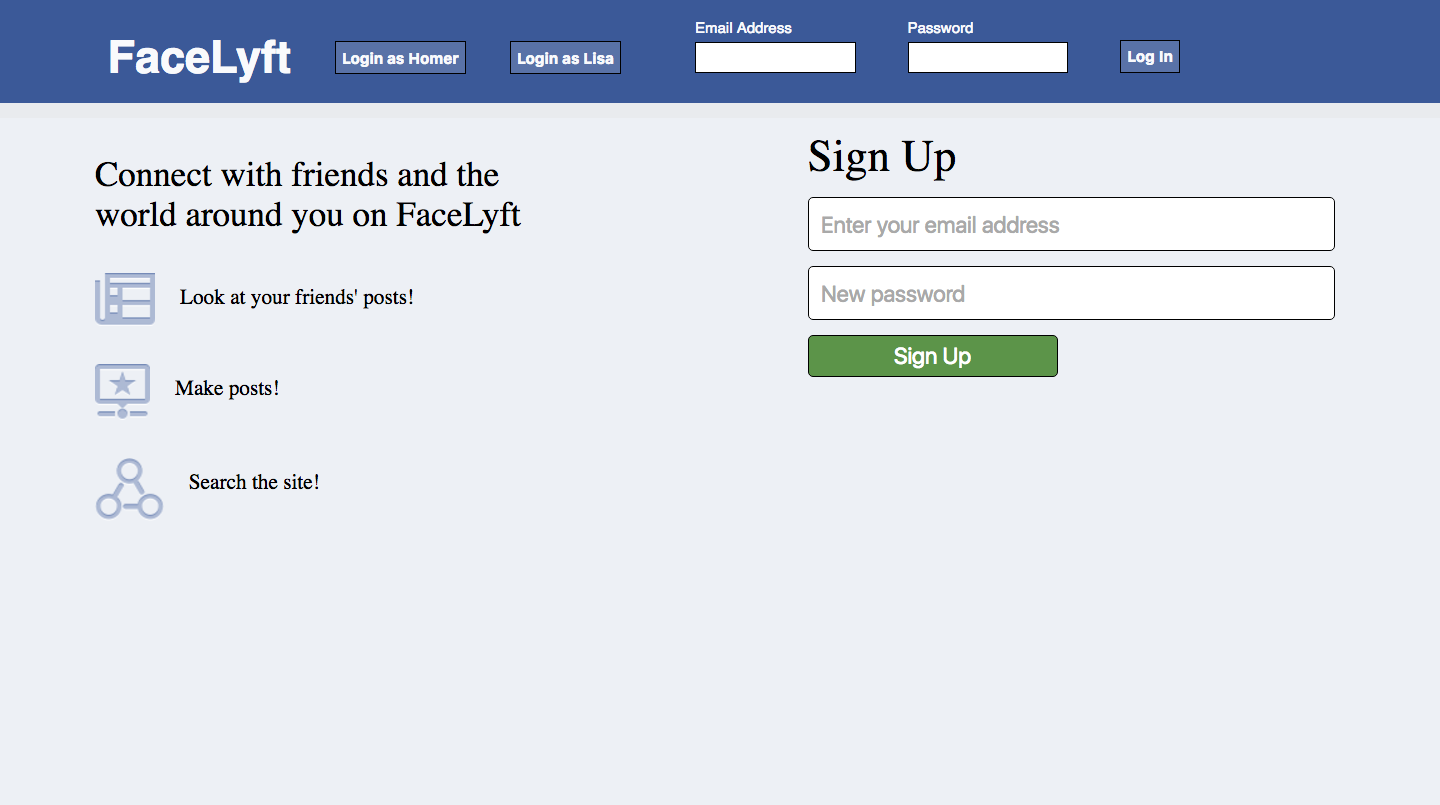 FaceLyft
Login as Homer
Login as Lisa
Email Address
Password
Log In
Connect with friends and the
world around you on FaceLyft
Look at your friends' posts!
Make posts!
Search the site!
Sign Up
Enter your email address
New password
Sign Up